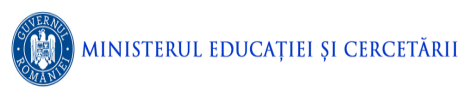 GUVERNUL ROMÂNIEI
MINISTERUL EDUCAȚIEI ȘI CERCETĂRII